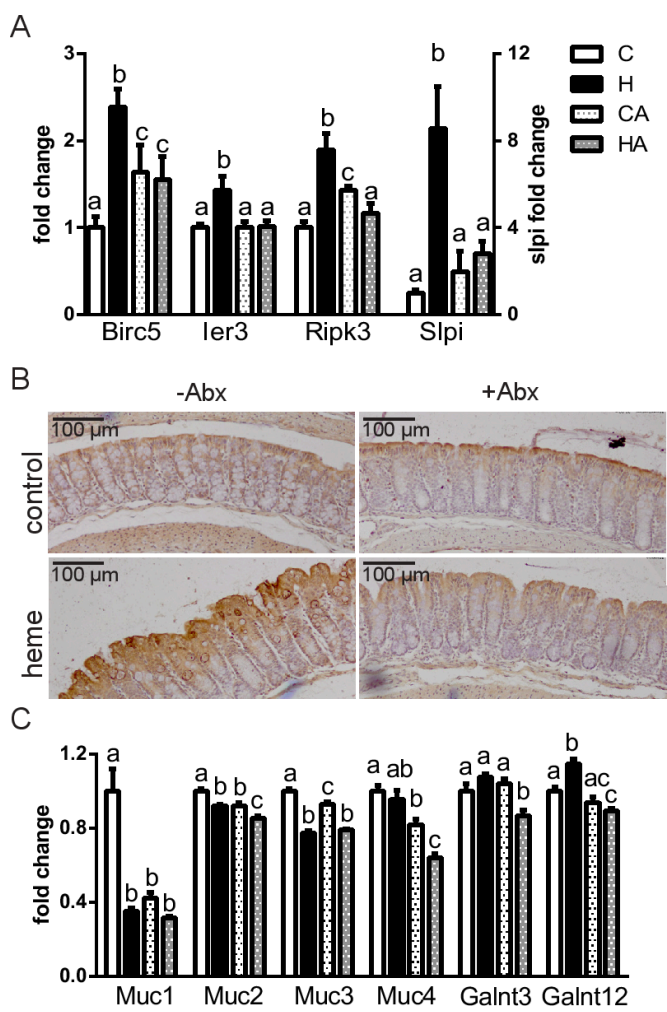 A
3
2
1
0
fold change
b
a
c
c
a
b
a
a
a
b
c
a
a
b
a
a
12
8
4
0
slpi fold change
C
H
CA
HA
Birc5 Ier3 Ripk3 Slpi
B
-Abx +Abx
control
100 µm 100 µm
heme
100 µm 100 µm
C
1.2
0.8
0.4
0.0
fold change
a b b b
a b b c
a b c b
a ab b c
a a a b
a b ac c
Muc1 Muc2 Muc3 Muc4 Galnt3 Galnt12